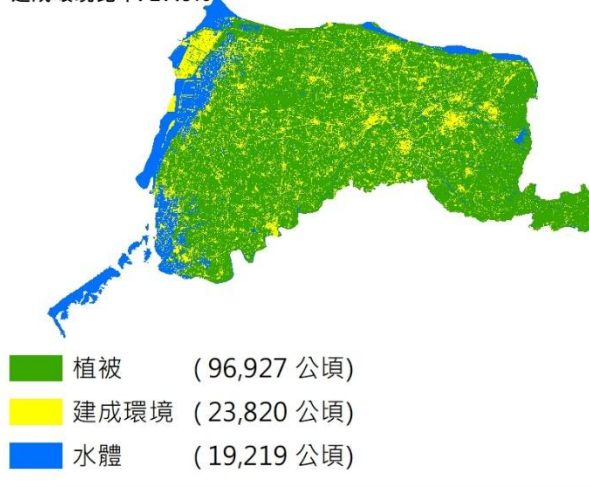 植被 ( 96,927 公頃)
建成環境 ( 23,820 公頃)
水體 ( 19,219 公頃)